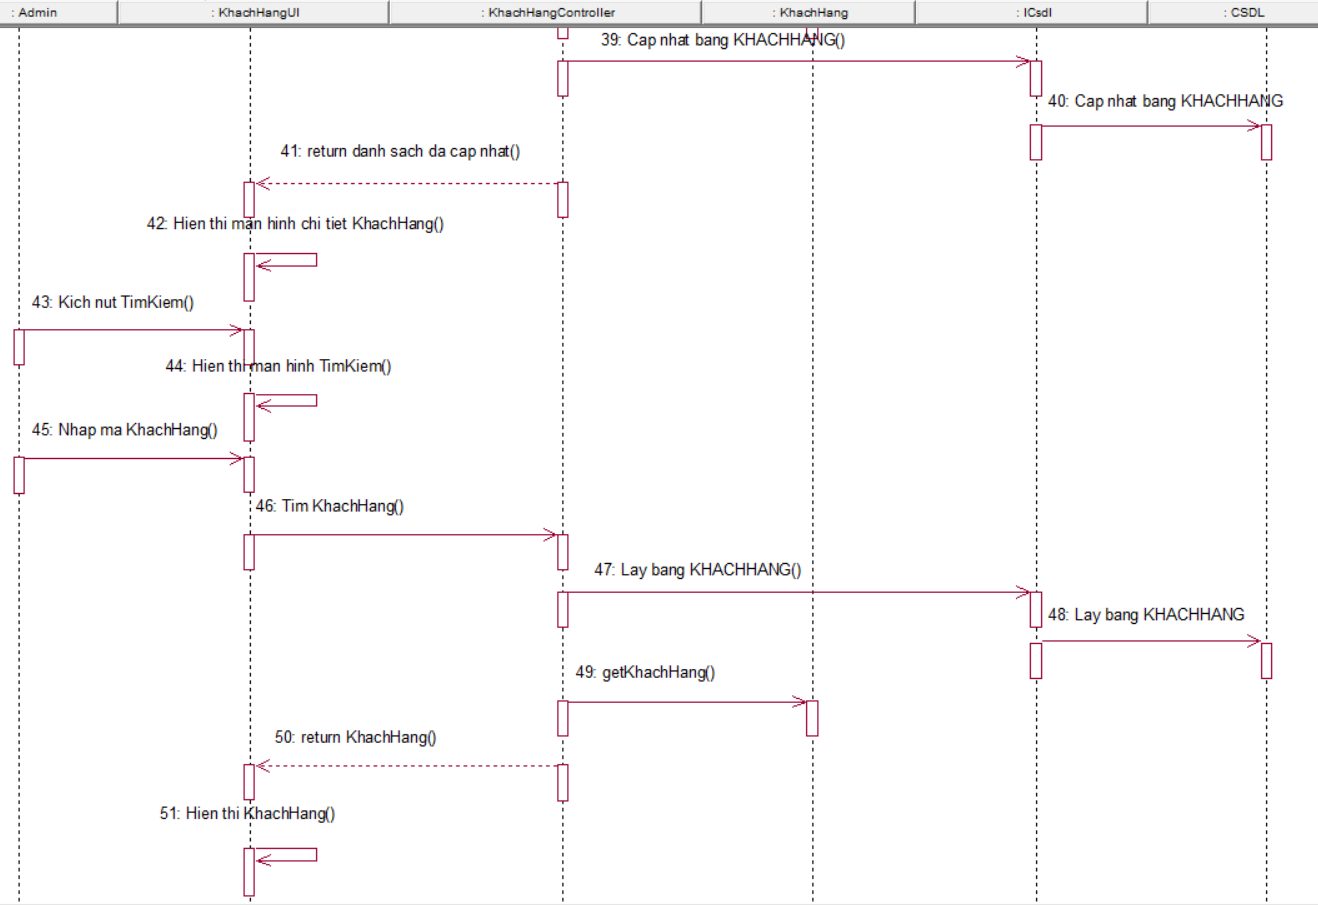 : Admin
: KhachHangUI
: KhachHangController
: KhachHang
: ICsdl
: CSDL
39: Cap nhat bang KHACHHANG()
40: Cap nhat bang KHACHHANG
41: return danh sach da cap nhat()
42: Hien thi man hinh chi tiet KhachHang()
43: Kich nut TimKiem()
44: Hien thi man hinh TimKiem()
45: Nhap ma KhachHang()
46: Tim KhachHang()
47: Lay bang KHACHHANG()
48: Lay bang KHACHHANG
49: getKhachHang()
50: return KhachHang()
51: Hien thi KhachHang()